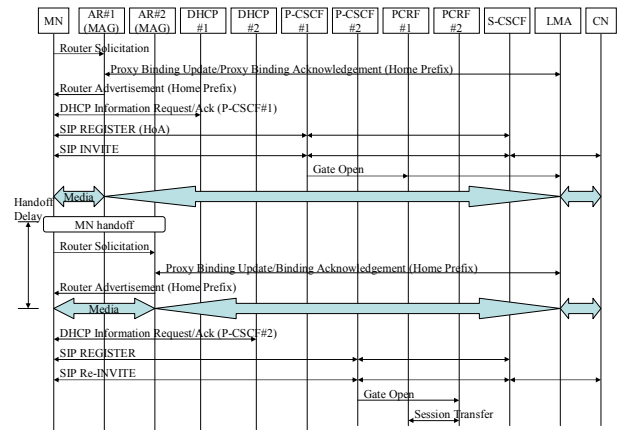 MN
AR#1
(MAG)
AR#2
(MAG)
DHCP
#1
DHCP
#2
P-CSCF
#1
P-CSCF
#2
PCRF
#1
PCRF
#2
S-CSCF
LMA
CN
Router Solicitation
Proxy Binding Update/Proxy Binding Acknowledgement (Home Prefix)
Router Advertisement (Home Prefix)
DHCP Information Request/Ack (P-CSCF#1)
SIP REGISTER (HoA)
SIP INVITE
Gate Open
Media
Handoff
Delay
MN handoff
Router Solicitation
Proxy Binding Update/Binding Acknowledgement (Home Prefix)
Router Advertisement (Home Prefix)
Media
DHCP Information Request/Ack (P-CSCF#2)
SIP REGISTER
SIP Re-INVITE
Gate Open
Session Transfer